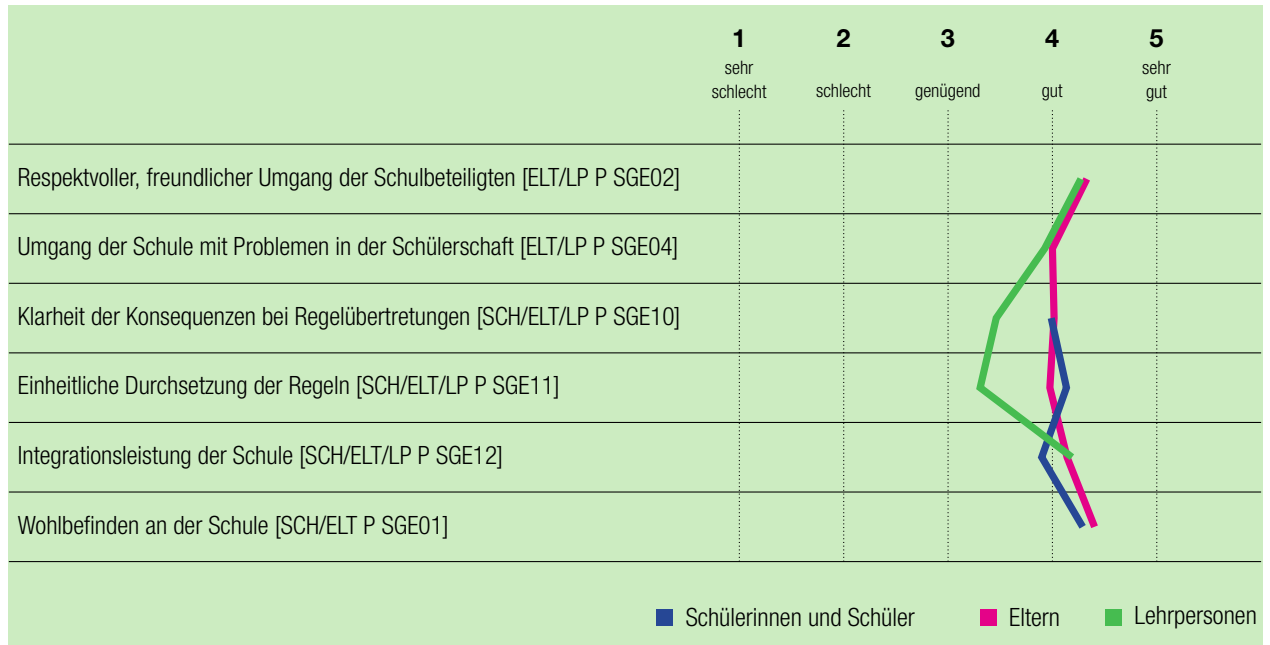 1 2 3 4 5
sehr schlecht schlecht genügend gut sehr gut
Respektvoller, freundlicher Umgang der Schulbeteiligten [ELT/LP P SGE02]
Umgang der Schule mit Problemen in der Schülerschaft [ELT/LP P SGE04]
Klarheit der Konsequenzen bei Regelübertretungen [SCH/ELT/LP P SGE10]
Einheitliche Durchsetzung der Regeln [SCH/ELT/LP P SGE11]
Integrationsleistung der Schule [SCH/ELT/LP P SGE12]
Wohlbefinden an der Schule [SCH/ELT P SGE01]
Schülerinnen und Schüler Eltern Lehrpersonen